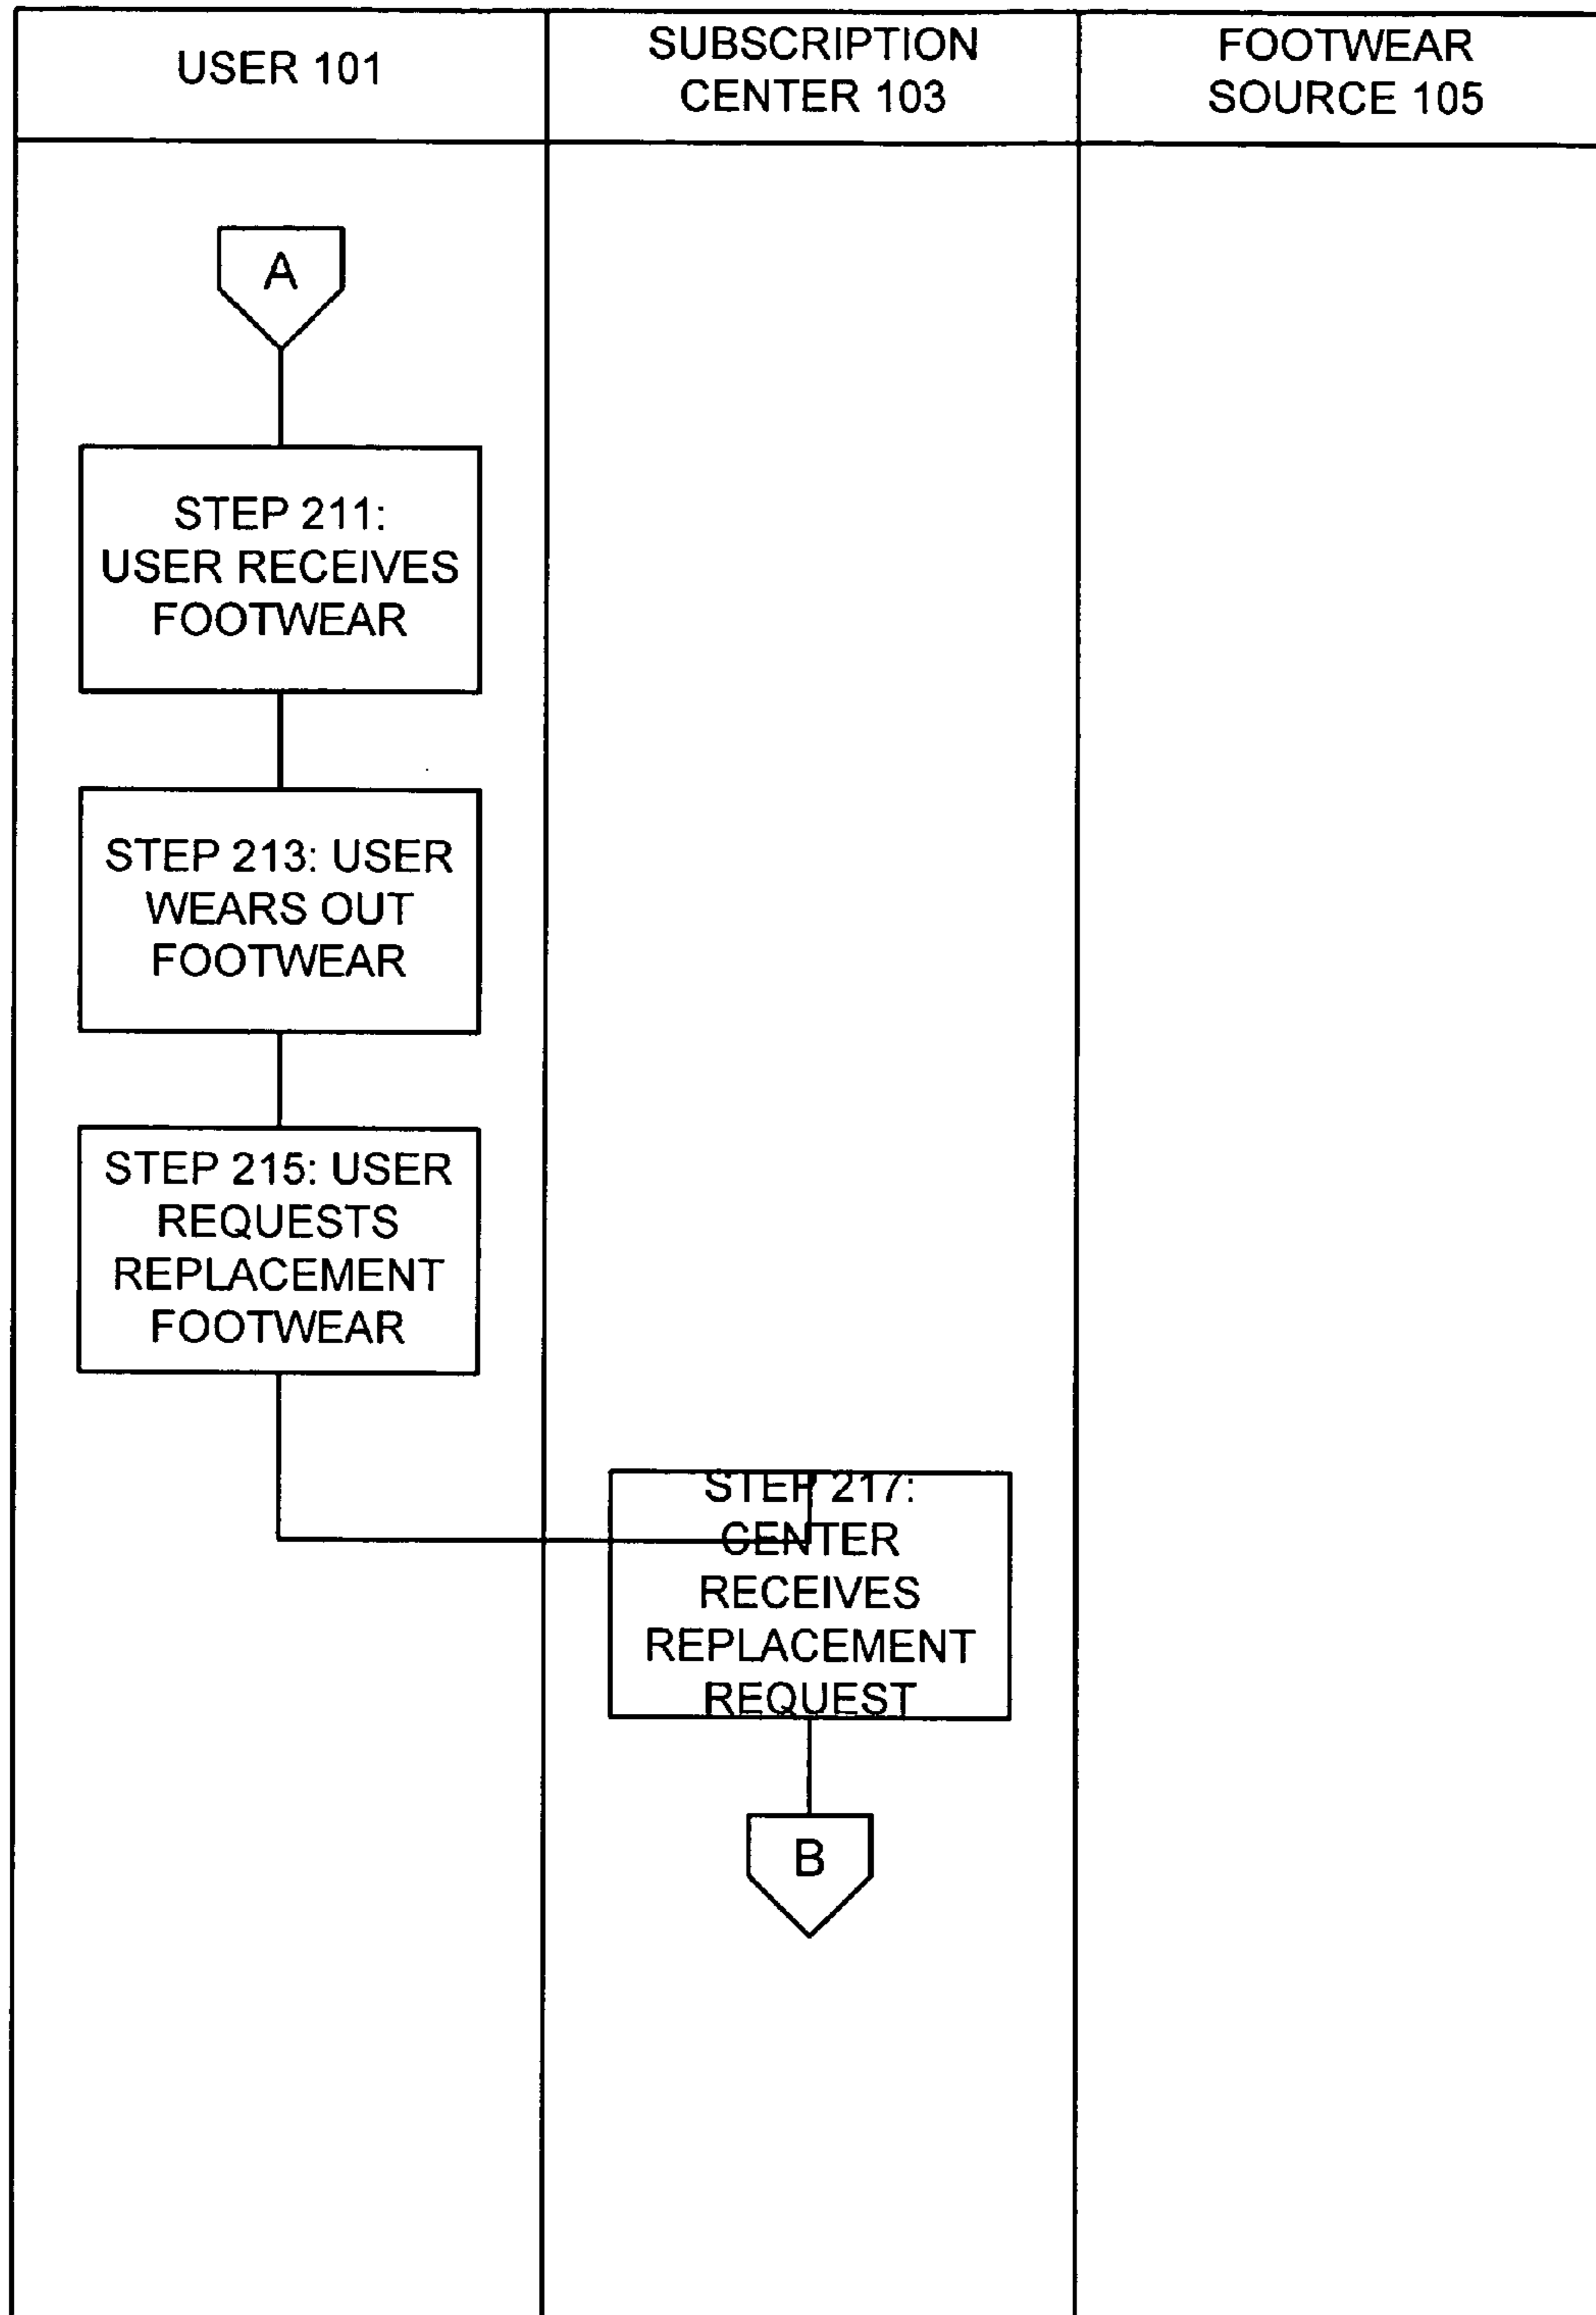 USER 101
SUBSCRIPTION
CENTER 103
FOOTWEAR
SOURCE 105
A
STEP 211:
USER RECEIVES
FOOTWEAR
STEP 213: USER
WEARS OUT
FOOTWEAR
STEP 215: USER
REQUESTS
REPLACEMENT
FOOTWEAR
STEP 217:
CENTER
RECEIVES
REPLACEMENT
REQUEST
B